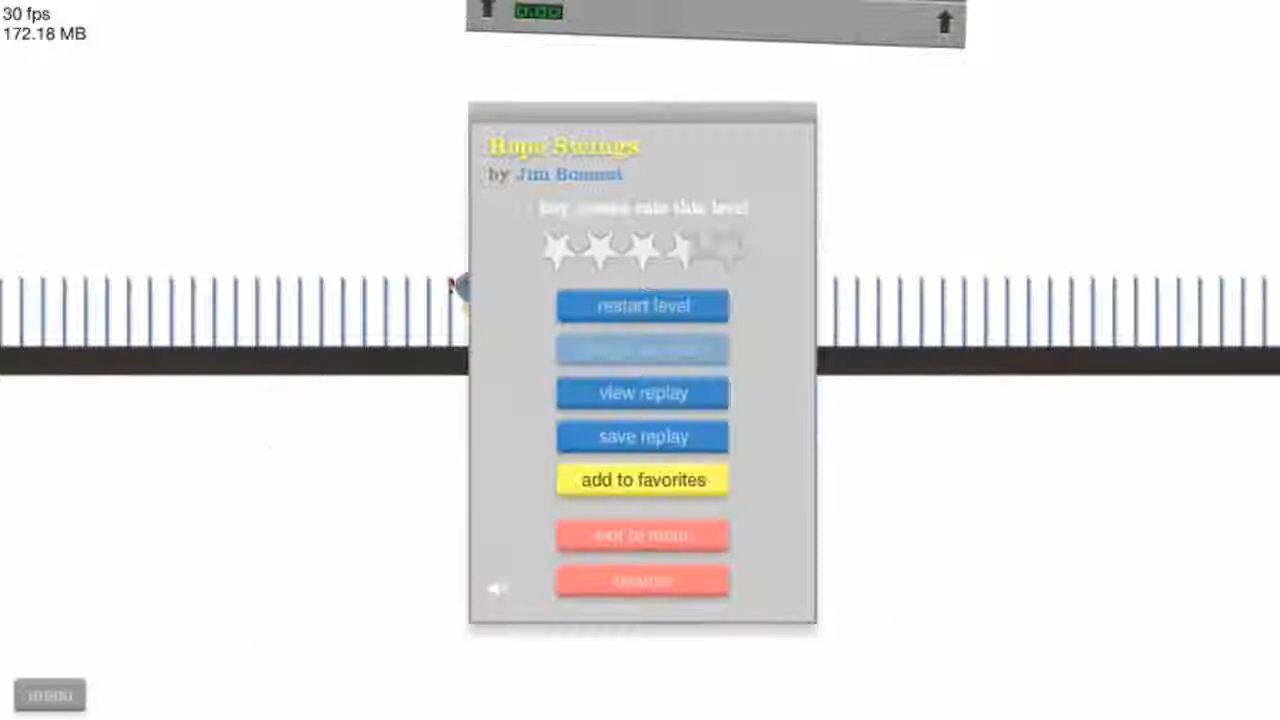 30 fps
172.18 MB
0:00
Rope Swings
by Jim Bonacci
hey, wanna rate this level
restart level
view replay
save replay
add to favorites
exit to menu
resume
menu